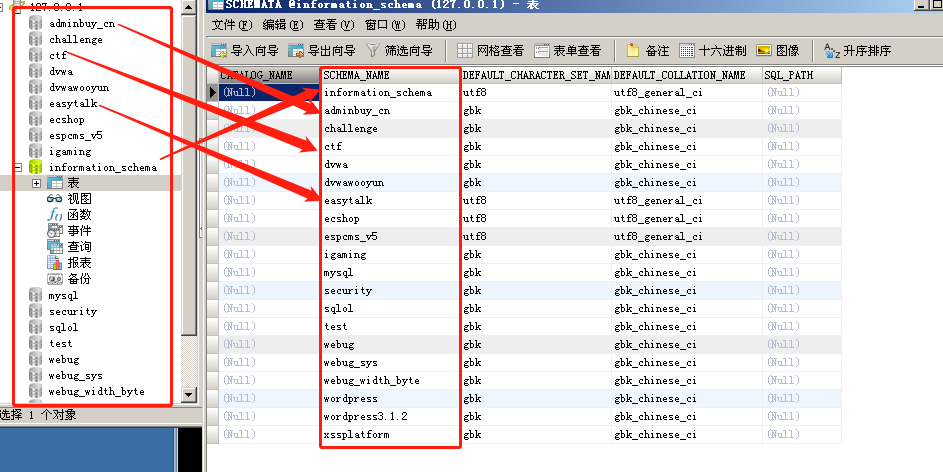 127.0.0.1
adminbuy_cn
challenge
ctf
dvwa
dvwawooyun
easytalk
ecshop
espcms_v5
igaming
information_schema
表
视图
函数
事件
查询
报表
备份
mysql
security
sqlol
test
webug
webug_sys
webug_width_byte
选择 1 个对象
SCHEMATA @information_schema (127.0.0.1) - 表
文件(F) 编辑(E) 查看(V) 窗口(W) 帮助(H)
导入向导 导出向导 筛选向导 网格查看 表单查看 备注 十六进制 图像 升序排序
CATALOG_NAME SCHEMA_NAME DEFAULT_CHARACTER_SET_NAM DEFAULT_COLLATION_NAME SQL_PATH
(Null) information_schema utf8 utf8_general_ci (Null)
(Null) adminbuy_cn gbk gbk_chinese_ci (Null)
(Null) challenge gbk gbk_chinese_ci (Null)
(Null) ctf gbk gbk_chinese_ci (Null)
(Null) dvwa gbk gbk_chinese_ci (Null)
(Null) dvwawooyun gbk gbk_chinese_ci (Null)
(Null) easytalk utf8 utf8_general_ci (Null)
(Null) ecshop utf8 utf8_general_ci (Null)
(Null) espcms_v5 utf8 utf8_general_ci (Null)
(Null) igaming gbk gbk_chinese_ci (Null)
(Null) mysql gbk gbk_chinese_ci (Null)
(Null) security gbk gbk_chinese_ci (Null)
(Null) sqlol gbk gbk_chinese_ci (Null)
(Null) test gbk gbk_chinese_ci (Null)
(Null) webug gbk gbk_chinese_ci (Null)
(Null) webug_sys gbk gbk_chinese_ci (Null)
(Null) webug_width_byte gbk gbk_chinese_ci (Null)
(Null) wordpress gbk gbk_chinese_ci (Null)
(Null) wordpress3.1.2 gbk gbk_chinese_ci (Null)
(Null) xssplatform gbk gbk_chinese_ci (Null)